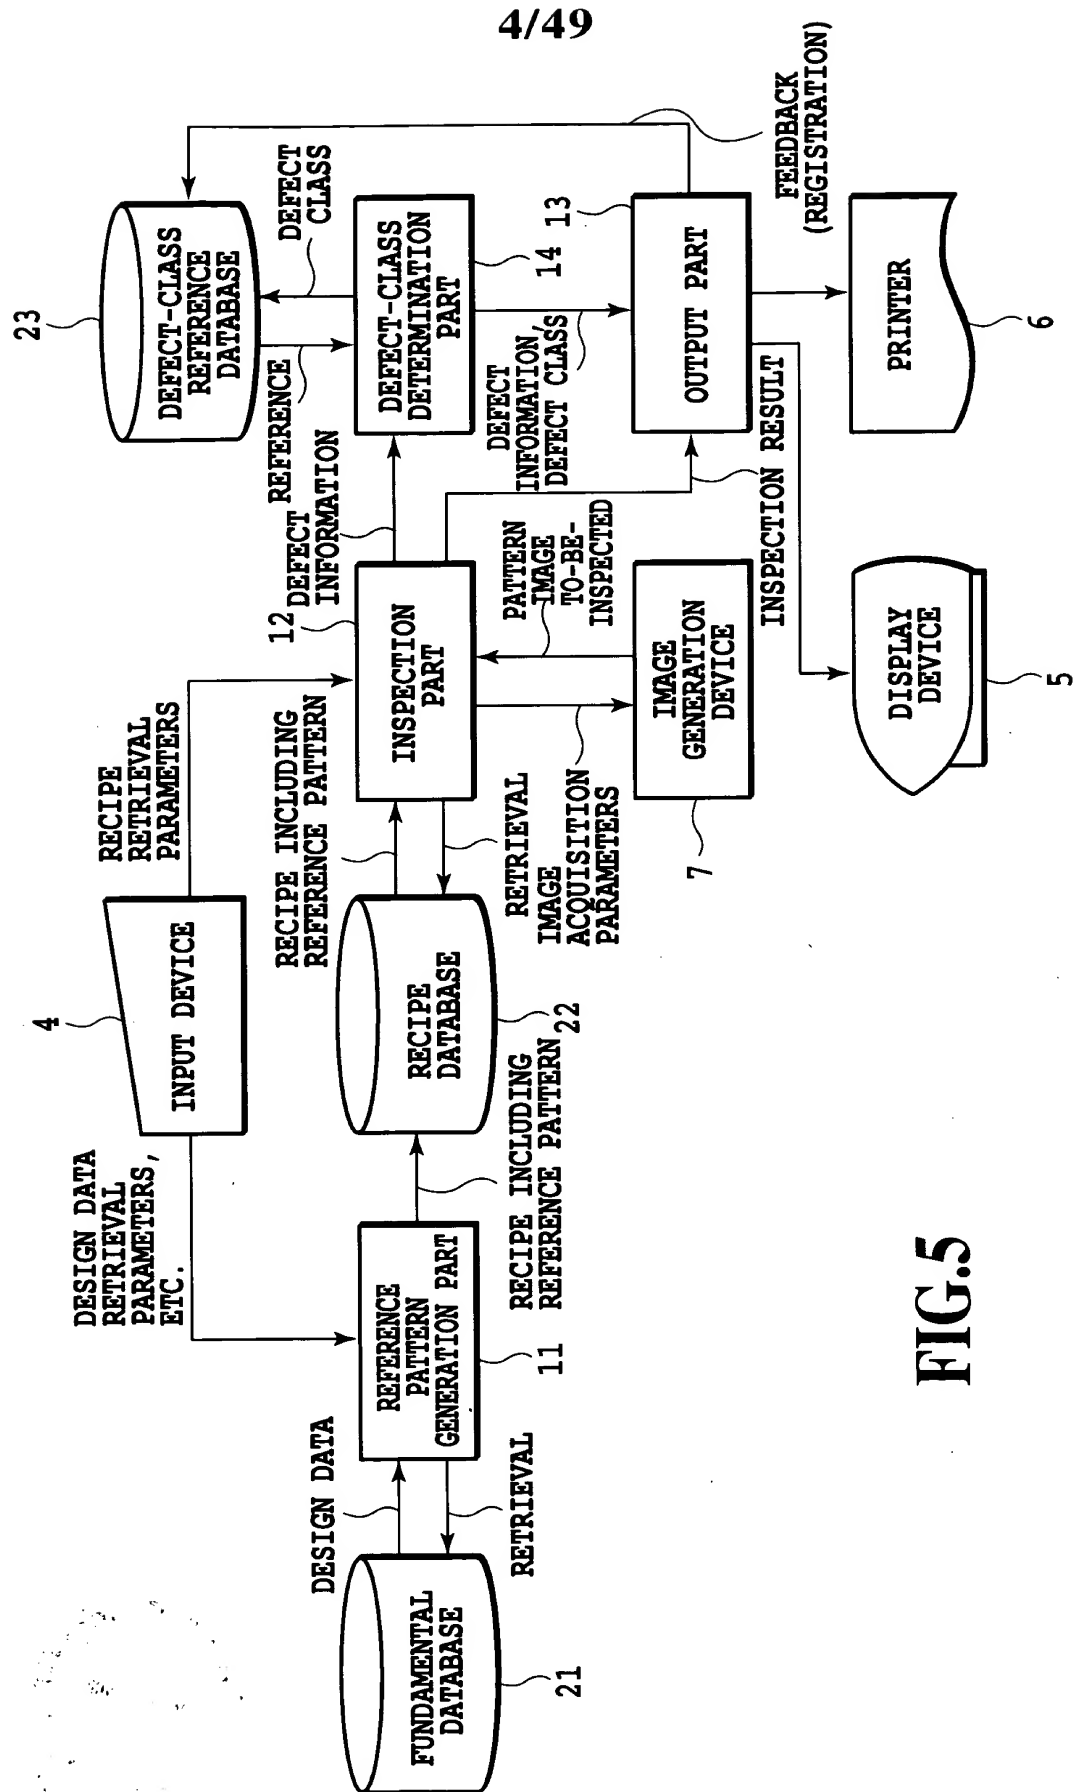 4/49
23
DEFECT-CLASS
REFERENCE
DATABASE
DEFECT
CLASS
REFERENCE
DEFECT-CLASS
DETERMINATION
PART
14
DEFECT
INFORMATION,
DEFECT CLASS,
13
OUTPUT PART
FEEDBACK
(REGISTRATION)
PRINTER
6
12
DEFECT
INFORMATION
INSPECTION
PART
PATTERN
IMAGE
TO-BE-
INSPECTED
IMAGE
GENERATION
DEVICE
7
INSPECTION RESULT
DISPLAY
DEVICE
5
RECIPE
RETRIEVAL
PARAMETERS
4
INPUT DEVICE
RECIPE INCLUDING
REFERENCE PATTERN
RETRIEVAL
IMAGE
ACQUISITION
PARAMETERS
RECIPE
DATABASE
22
DESIGN DATA
RETRIEVAL
PARAMETERS,
ETC.
RECIPE INCLUDING
REFERENCE PATTERN
REFERENCE
PATTERN
GENERATION PART
11
DESIGN DATA
RETRIEVAL
FUNDAMENTAL
DATABASE
21
FIG.5